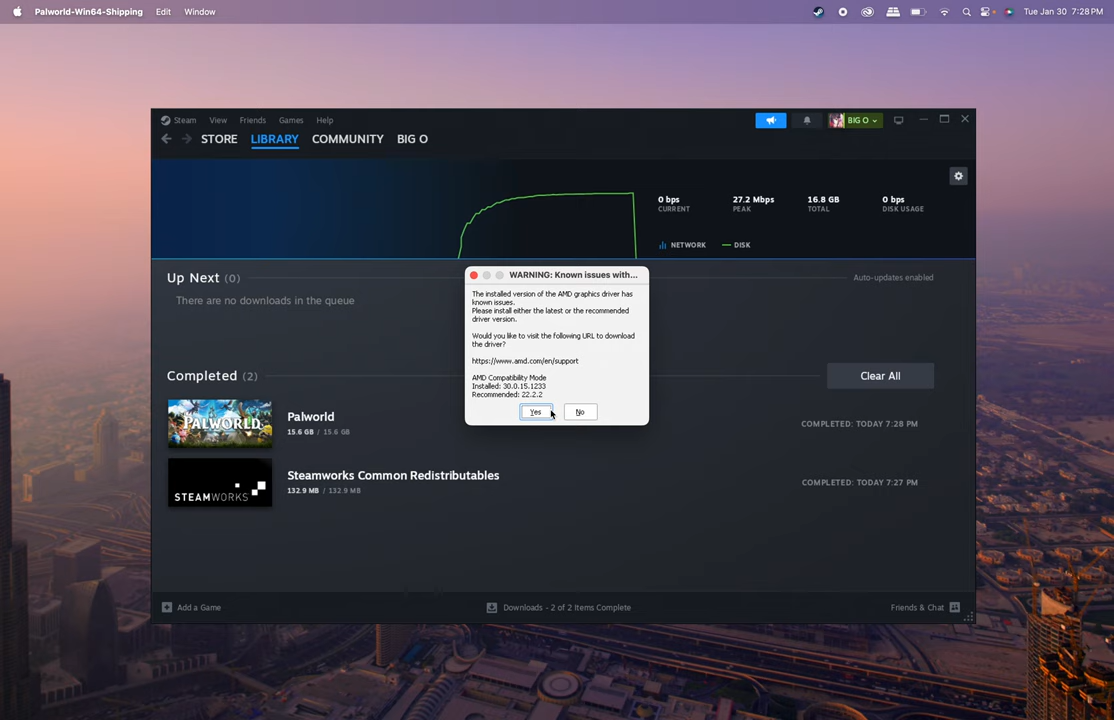 Palworld-Win64-Shipping Edit Window Tue Jan 30 7:28 PM
Steam View Friends Games Help BIG O
STORE LIBRARY COMMUNITY BIG O
0 bps 27.2 Mbps 16.8 GB 0 bps
CURRENT PEAK TOTAL DISK USAGE
NETWORK DISK
Up Next (0) Auto-updates enabled
There are no downloads in the queue
WARNING: Known issues with...
The installed version of the AMD graphics driver has
known issues.
Please install either the latest or the recommended
driver version.
Would you like to visit the following URL to download
the driver?
https://www.amd.com/en/support
AMD Compatibility Mode
Installed: 30.0.15.1233
Recommended: 22.2.2
Yes No
Completed (2) Clear All
PALWORLD
Palworld
15.6 GB / 15.6 GB
COMPLETED: TODAY 7:28 PM
STEAMWORKS
Steamworks Common Redistributables
132.9 MB / 132.9 MB
COMPLETED: TODAY 7:27 PM
Add a Game Downloads - 2 of 2 Items Complete Friends & Chat